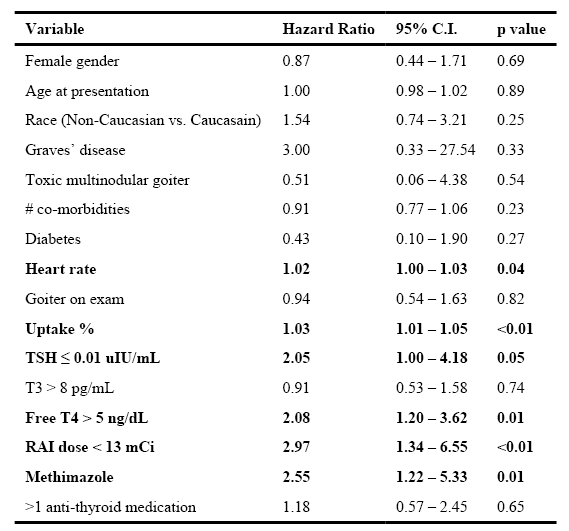 Variable Hazard Ratio 95% C.I. p value
Female gender 0.87 0.44 – 1.71 0.69
Age at presentation 1.00 0.98 – 1.02 0.89
Race (Non-Caucasian vs. Caucasain) 1.54 0.74 – 3.21 0.25
Graves’ disease 3.00 0.33 – 27.54 0.33
Toxic multinodular goiter 0.51 0.06 – 4.38 0.54
# co-morbidities 0.91 0.77 – 1.06 0.23
Diabetes 0.43 0.10 – 1.90 0.27
Heart rate 1.02 1.00 – 1.03 0.04
Goiter on exam 0.94 0.54 – 1.63 0.82
Uptake % 1.03 1.01 – 1.05 <0.01
TSH ≤ 0.01 uIU/mL 2.05 1.00 – 4.18 0.05
T3 > 8 pg/mL 0.91 0.53 – 1.58 0.74
Free T4 > 5 ng/dL 2.08 1.20 – 3.62 0.01
RAI dose < 13 mCi 2.97 1.34 – 6.55 <0.01
Methimazole 2.55 1.22 – 5.33 0.01
>1 anti-thyroid medication 1.18 0.57 – 2.45 0.65